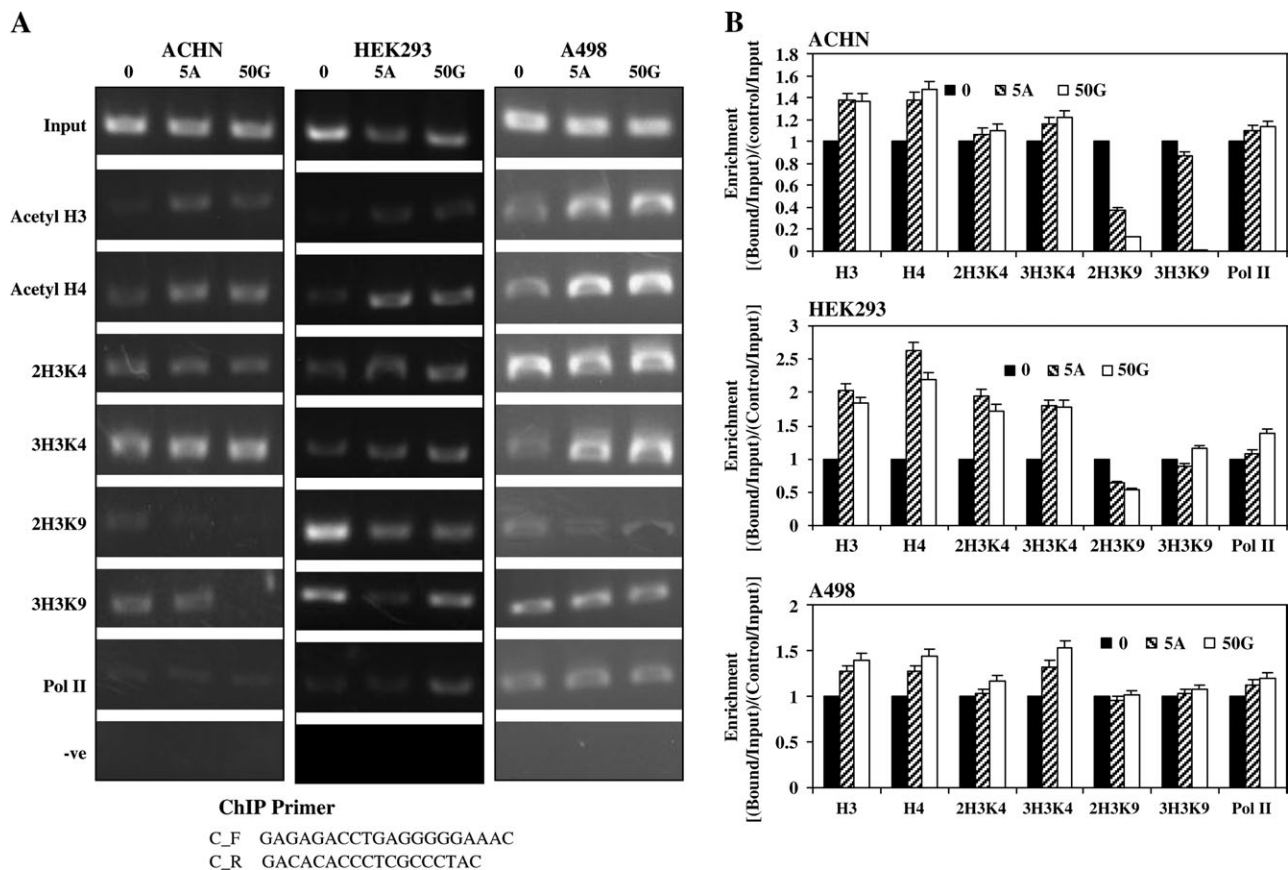 A
ACHN
HEK293
A498
0 5A 50G
0 5A 50G
0 5A 50G
Input
Acetyl H3
Acetyl H4
2H3K4
3H3K4
2H3K9
3H3K9
Pol II
-ve
ChIP Primer
C_F GAGAGACCTGAGGGGGAAAC
C_R GACACACCCTCGCCCTAC
B
ACHN
Enrichment
[(Bound/Input)/(control/Input]
1.8
1.6
1.4
1.2
1
0.8
0.6
0.4
0.2
0
0 5A 50G
H3 H4 2H3K4 3H3K4 2H3K9 3H3K9 Pol II
HEK293
Enrichment
[(Bound/Input)/(Control/Input)]
3
2.5
2
1.5
1
0.5
0
0 5A 50G
H3 H4 2H3K4 3H3K4 2H3K9 3H3K9 Pol II
A498
Enrichment
[(Bound/Input)/(Control/Input)]
2
1.5
1
0.5
0
0 5A 50G
H3 H4 2H3K4 3H3K4 2H3K9 3H3K9 Pol II